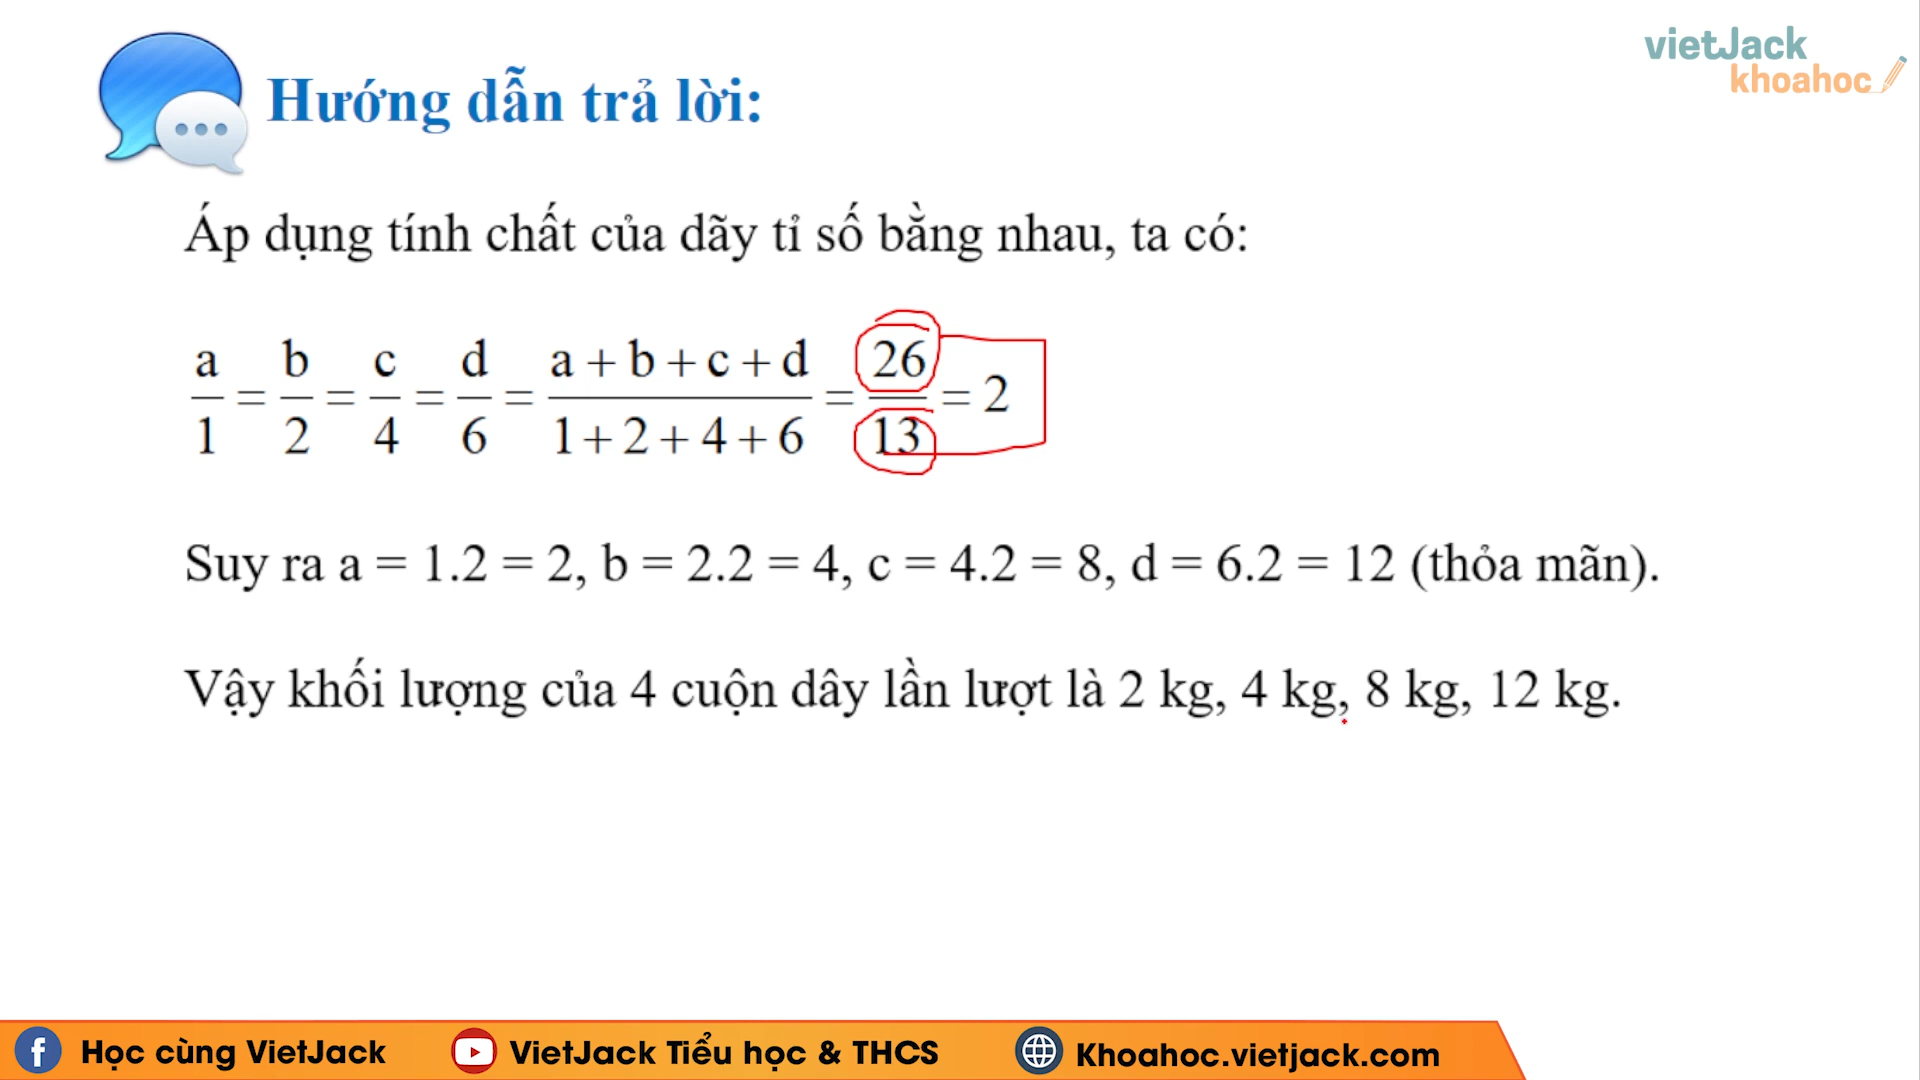 vietJack
khoahoc
Hướng dẫn trả lời:
Áp dụng tính chất của dãy tỉ số bằng nhau, ta có:
a/1 = b/2 = c/4 = d/6 = (a + b + c + d)/(1 + 2 + 4 + 6) = 26/13 = 2
Suy ra a = 1.2 = 2, b = 2.2 = 4, c = 4.2 = 8, d = 6.2 = 12 (thỏa mãn).
Vậy khối lượng của 4 cuộn dây lần lượt là 2 kg, 4 kg, 8 kg, 12 kg.
Học cùng VietJack VietJack Tiểu học & THCS Khoahoc.vietjack.com